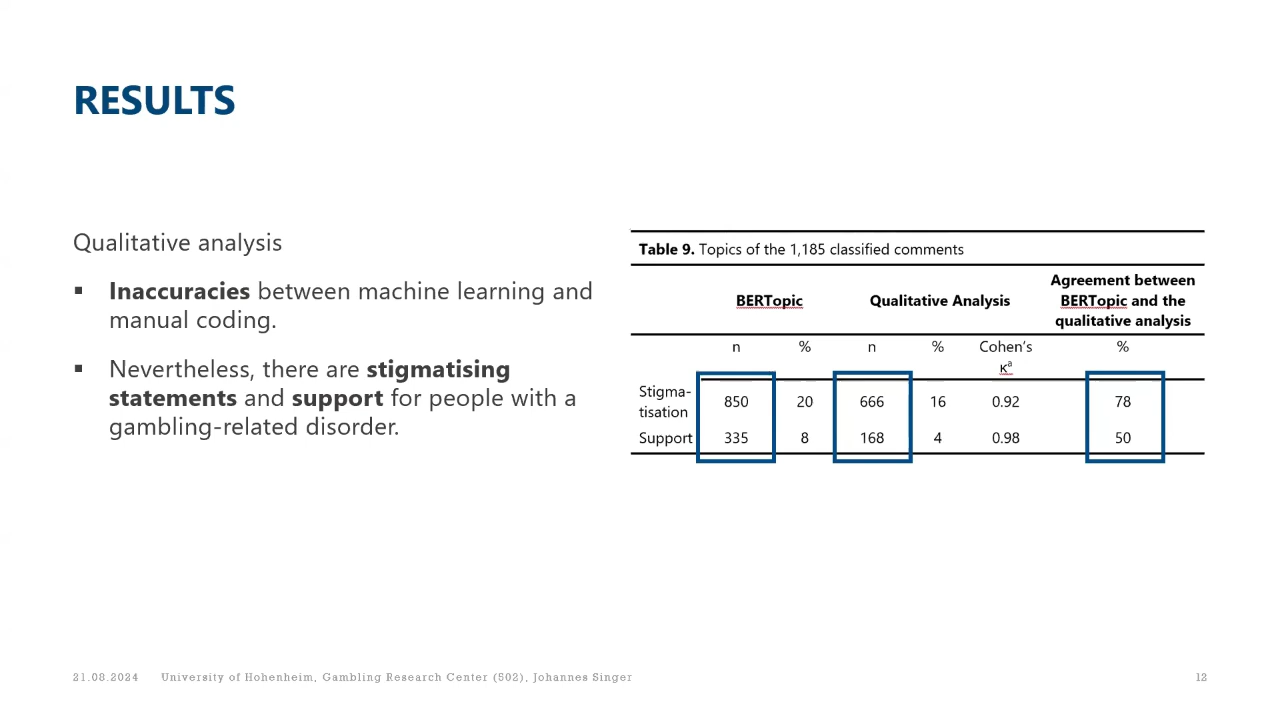 RESULTS
Qualitative analysis
▪ Inaccuracies between machine learning and
manual coding.
▪ Nevertheless, there are stigmatising
statements and support for people with a
gambling-related disorder.
Table 9. Topics of the 1,185 classified comments
BERTopic Qualitative Analysis Agreement between
BERTopic and the
qualitative analysis
n % n % Cohen's %
κa
Stigma-
tisation 850 20 666 16 0.92 78
Support 335 8 168 4 0.98 50
21.08.2024 University of Hohenheim, Gambling Research Center (502), Johannes Singer 12